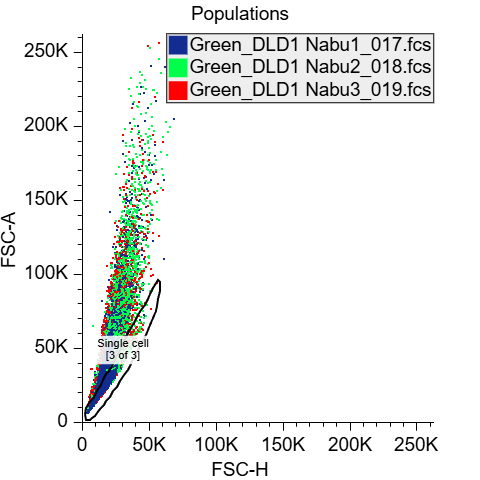 Populations
Green_DLD1 Nabu1_017.fcs
Green_DLD1 Nabu2_018.fcs
Green_DLD1 Nabu3_019.fcs
250K
200K
150K
100K
50K
0
FSC-A
Single cell
[3 of 3]
0 50K 100K 150K 200K 250K
FSC-H